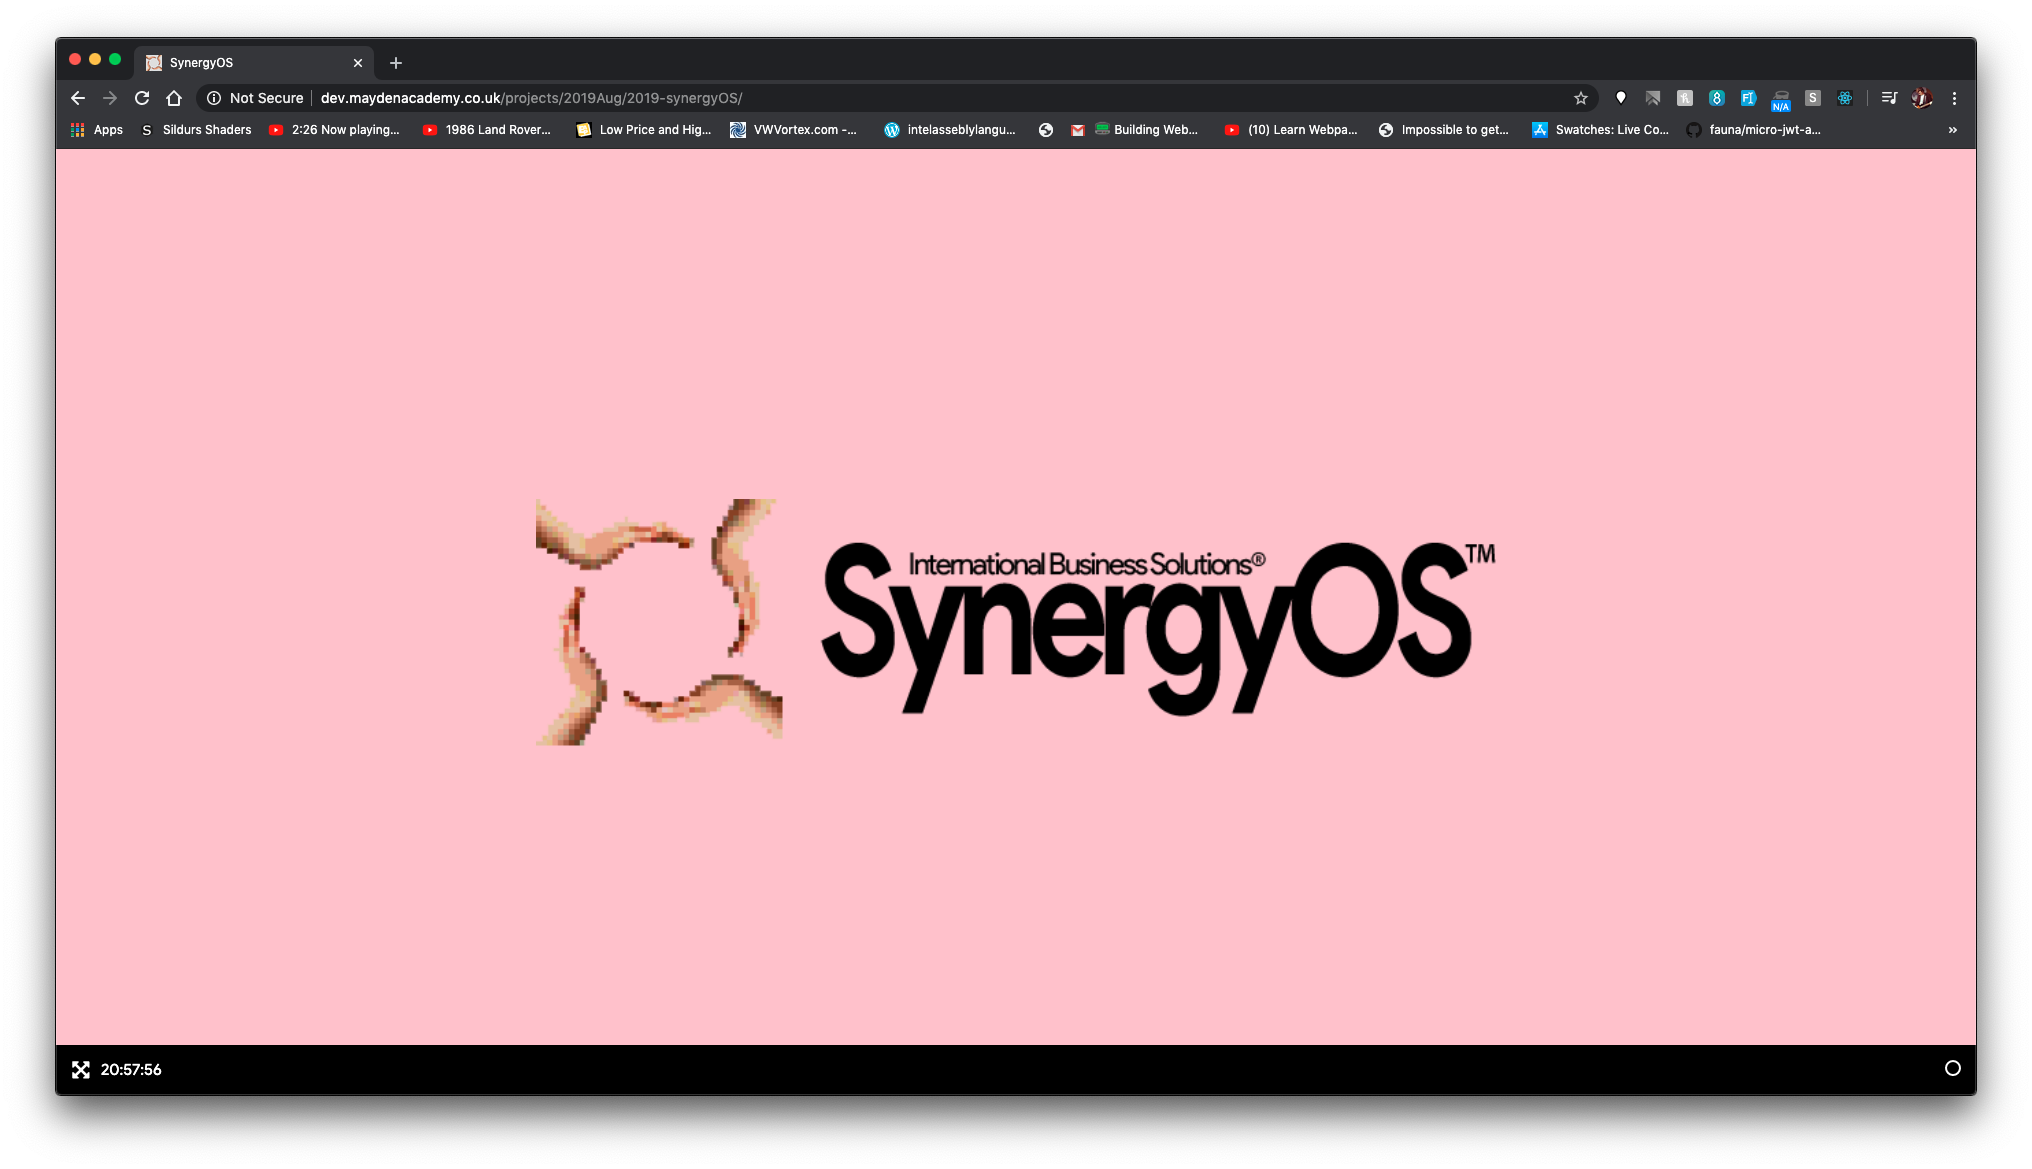 SynergyOS
Not Secure dev.maydenacademy.co.uk/projects/2019Aug/2019-synergyOS/
N/A
Apps S Sildurs Shaders 2:26 Now playing... 1986 Land Rover... Low Price and Hig... VWVortex.com -... intelasseblylangu... Building Web... (10) Learn Webpa... Impossible to get... Swatches: Live Co... fauna/micro-jwt-a... »
International Business Solutions®
SynergyOS™
20:57:56